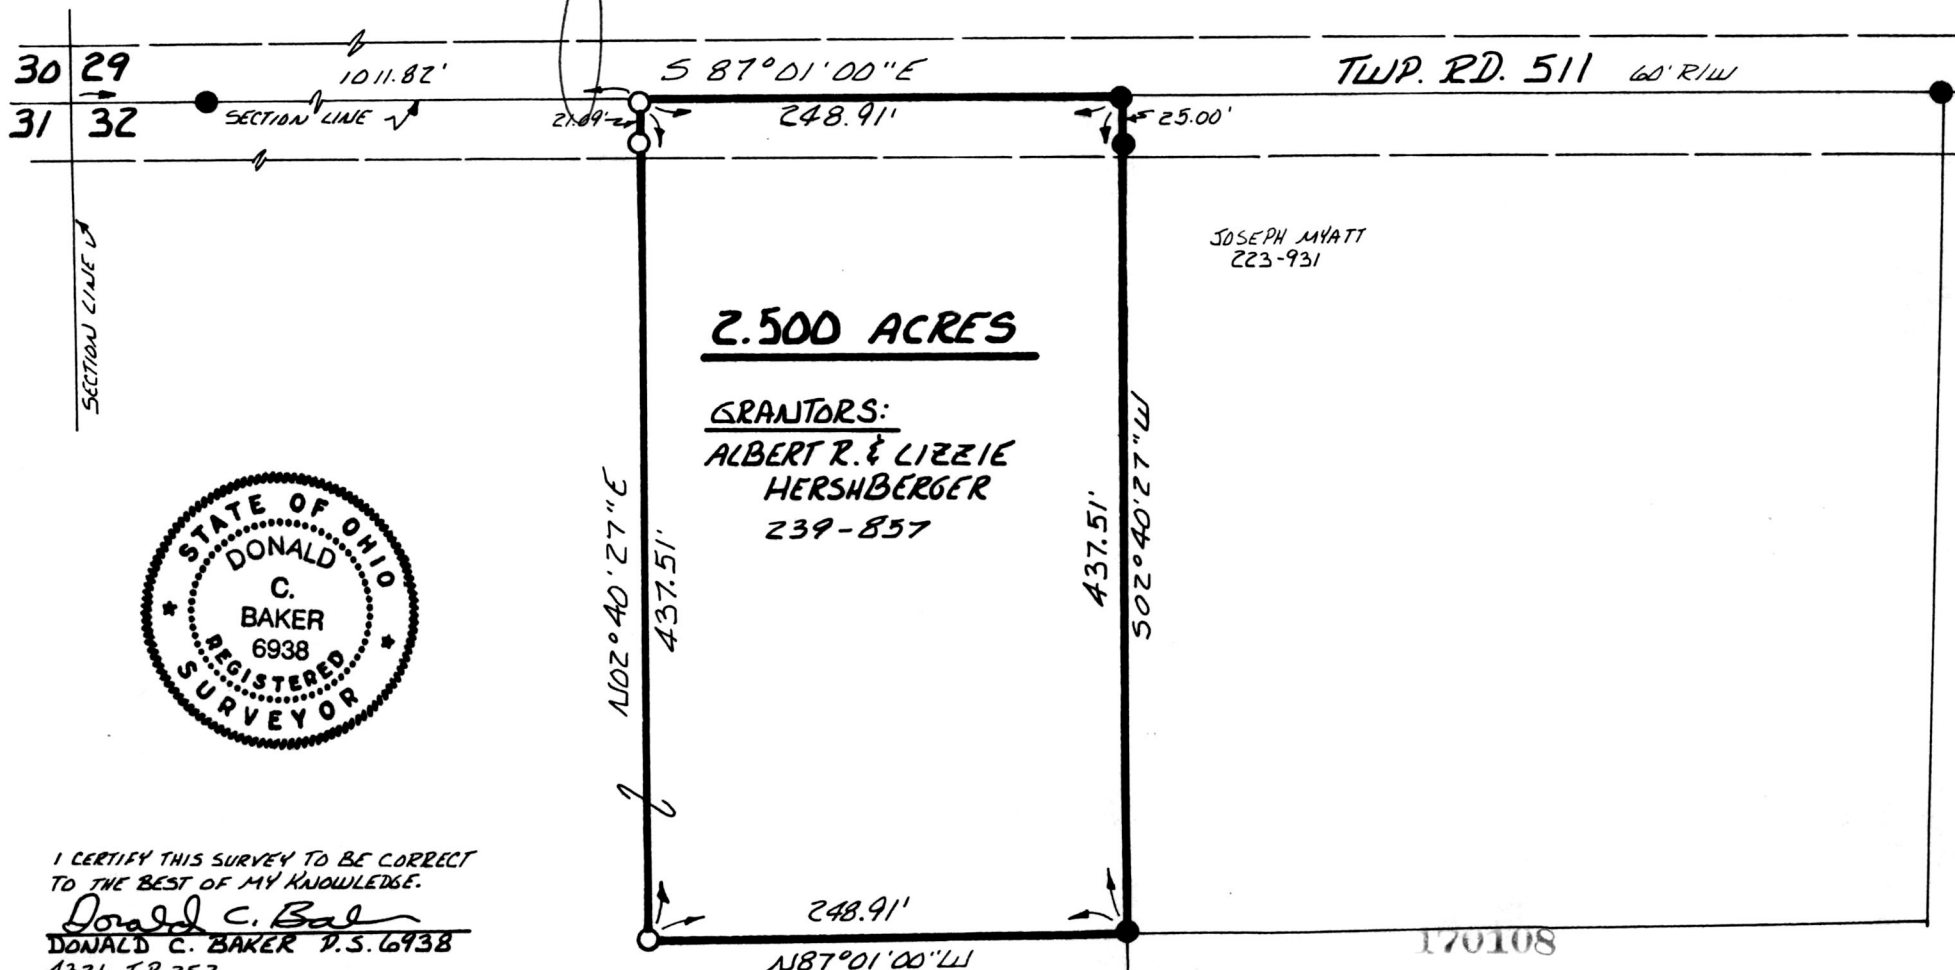 30 29
31 32
1011.82'
SECTION LINE
S 87°01'00"E
248.91'
25.00'
TWP. RD. 511 60' R/W
SECTION LINE
JOSEPH MYATT
223-931
2.500 ACRES
GRANTORS:
ALBERT R. & LIZZIE
HERSHBERGER
239-857
N02°40'27"E
437.51'
437.51'
S02°40'27"W
STATE OF OHIO
DONALD
C.
BAKER
6938
REGISTERED
SURVEYOR
I CERTIFY THIS SURVEY TO BE CORRECT
TO THE BEST OF MY KNOWLEDGE.
Donald C. Baker
DONALD C. BAKER P.S. 6938
248.91'
N87°01'00"W
170108